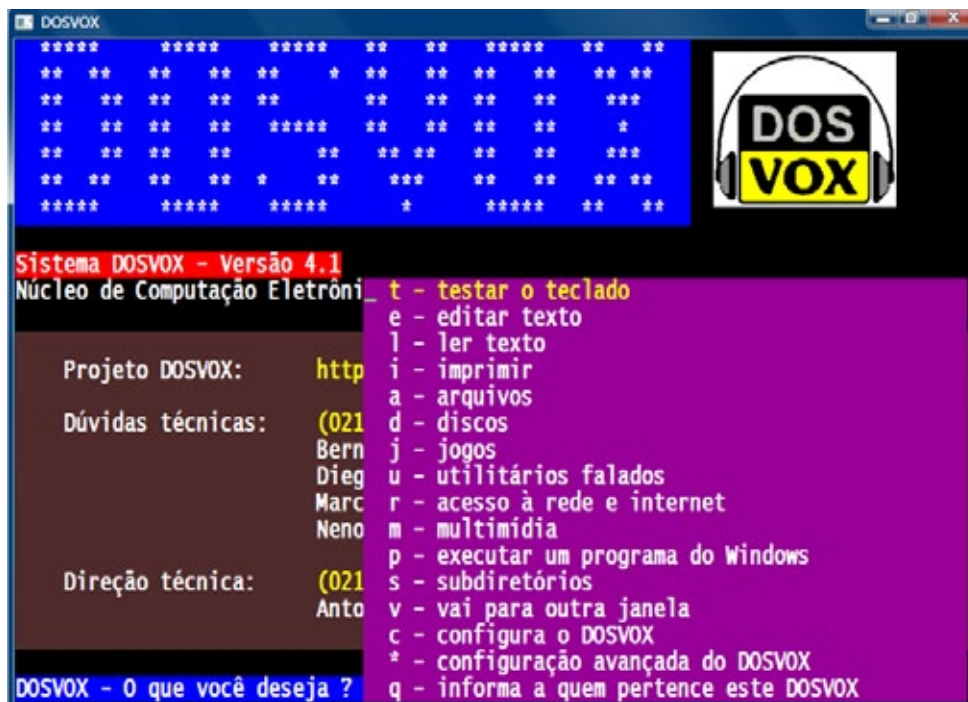 DOSVOX
DOSVOX
DOS
VOX
Sistema DOSVOX - Versão 4.1
Núcleo de Computação Eletrôni_
Projeto DOSVOX: http
Dúvidas técnicas: (021
Bern
Dieg
Marc
Neno
Direção técnica: (021
Anto
DOSVOX - O que você deseja ?
t - testar o teclado
e - editar texto
l - ler texto
i - imprimir
a - arquivos
d - discos
j - jogos
u - utilitários falados
r - acesso à rede e internet
m - multimídia
p - executar um programa do Windows
s - subdiretórios
v - vai para outra janela
c - configura o DOSVOX
* - configuração avançada do DOSVOX
q - informa a quem pertence este DOSVOX